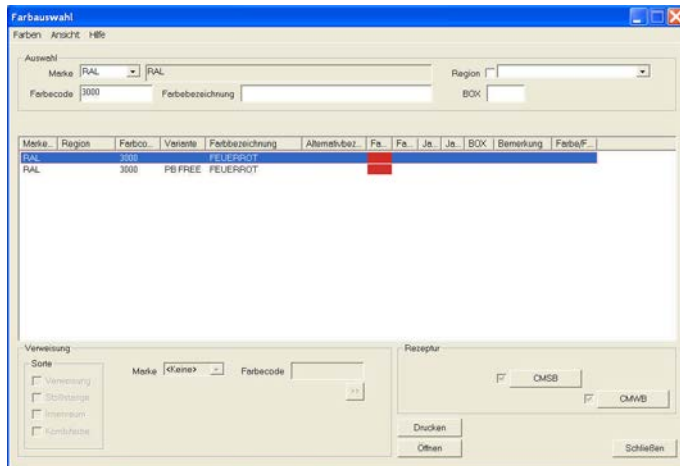 Farbauswahl
Farben Ansicht Hilfe
Auswahl
Marke RAL RAL Region
Farbecode 3000 Farbebezeichnung BOX
Marke... Region Farbco... Variante Farbbezeichnung Alternativbez... Fa... Fa... Ja... Ja... BOX Bemerkung Farbe/F...
RAL 3000 FEUERROT
RAL 3000 PB FREE FEUERROT
Verweisung Rezeptur
Sorte
Marke <Keine> Farbecode
Verweisung
>>
CMSB
Stoßstange
Innenraum
CMWB
Kombifarbe
Drucken
Öffnen Schließen